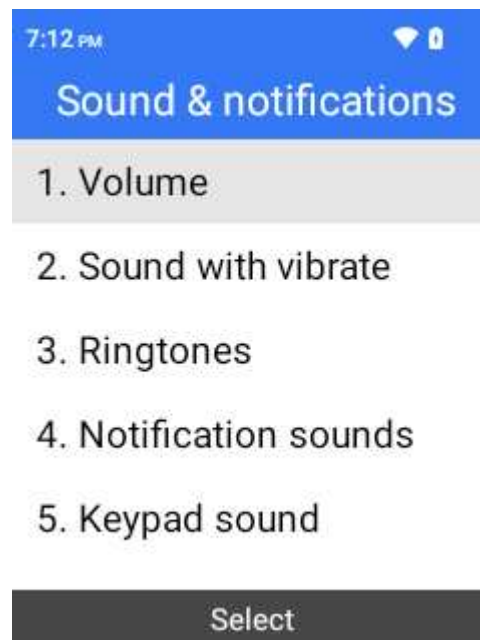 7:12 PM
Sound & notifications
1. Volume
2. Sound with vibrate
3. Ringtones
4. Notification sounds
5. Keypad sound
Select